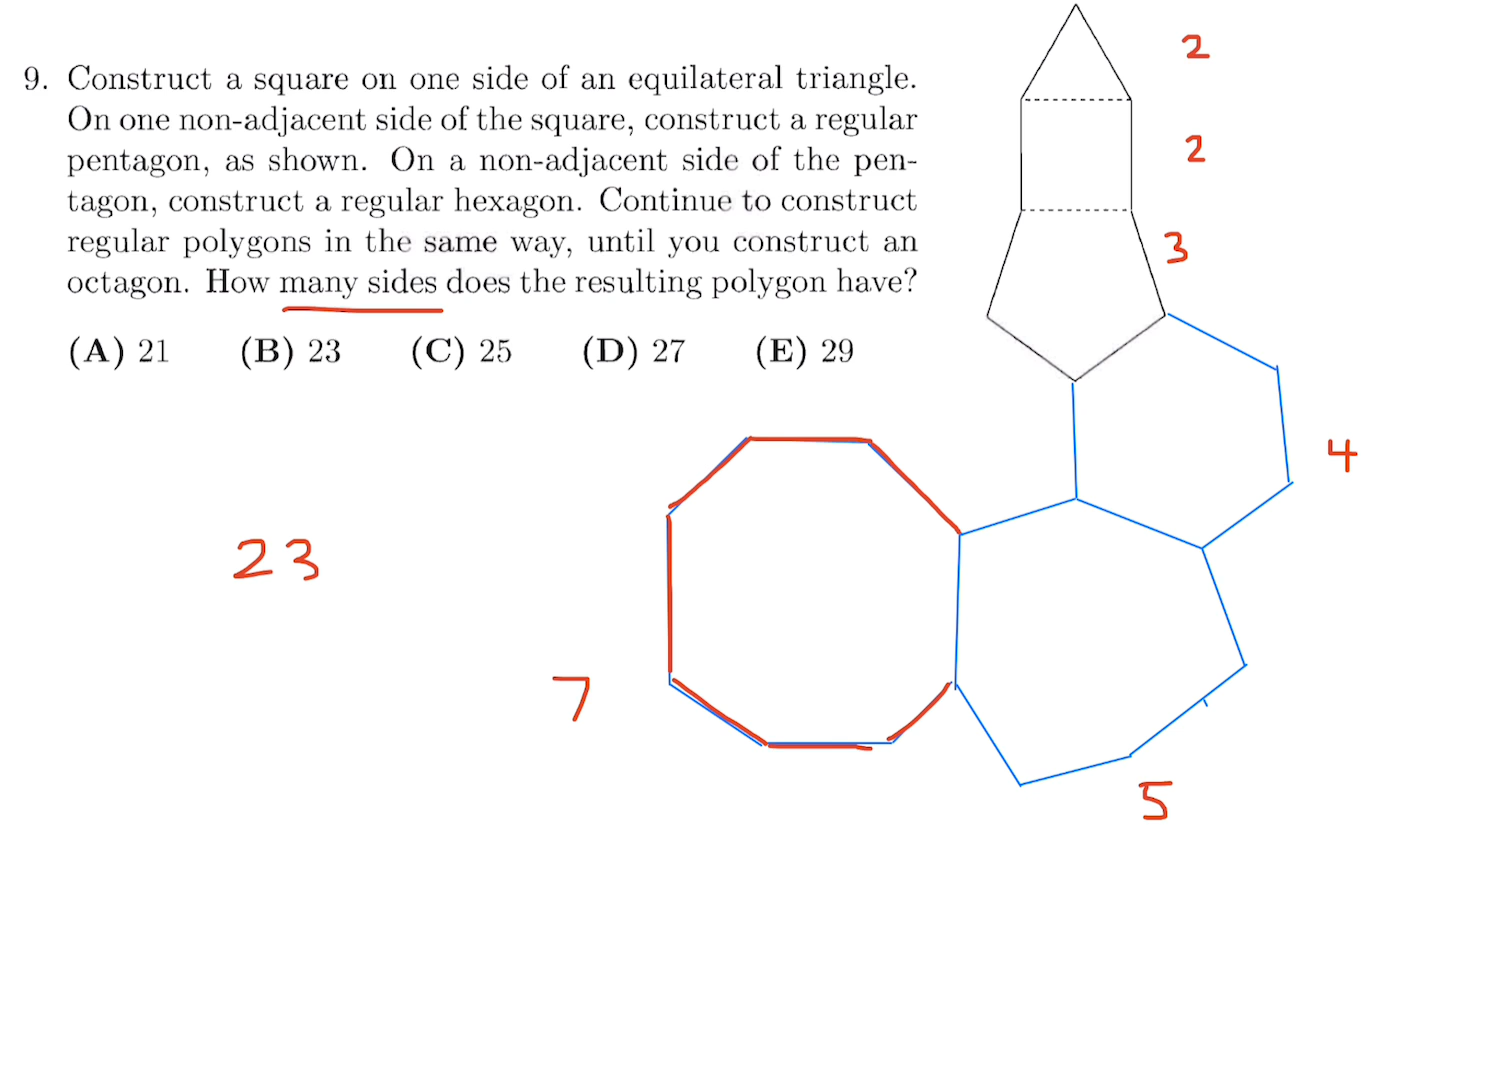 9. Construct a square on one side of an equilateral triangle.
On one non-adjacent side of the square, construct a regular
pentagon, as shown. On a non-adjacent side of the pen-
tagon, construct a regular hexagon. Continue to construct
regular polygons in the same way, until you construct an
octagon. How many sides does the resulting polygon have?
(A) 21 (B) 23 (C) 25 (D) 27 (E) 29
2
2
3
4
23
7
5